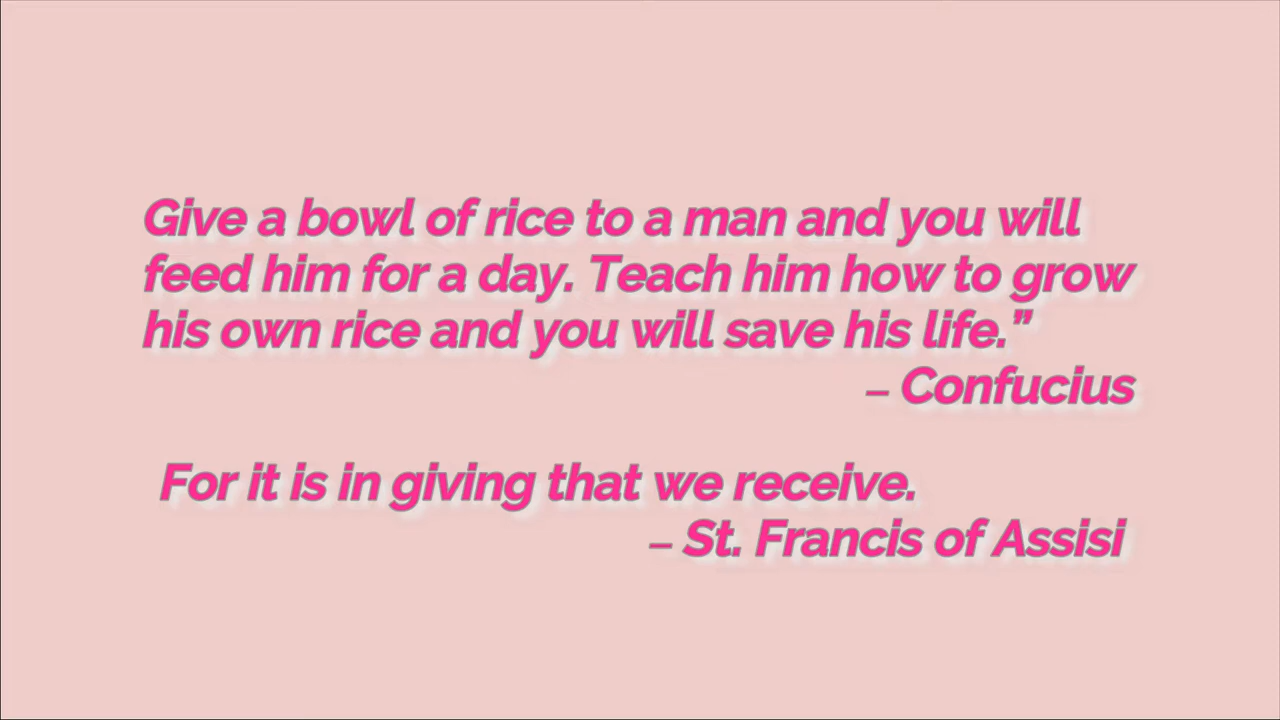 Give a bowl of rice to a man and you will
feed him for a day. Teach him how to grow
his own rice and you will save his life.”
– Confucius
For it is in giving that we receive.
– St. Francis of Assisi